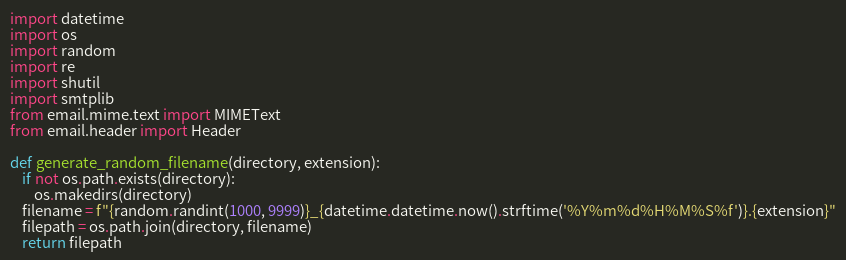 import datetime
import os
import random
import re
import shutil
import smtplib
from email.mime.text import MIMEText
from email.header import Header

def generate_random_filename(directory, extension):
    if not os.path.exists(directory):
        os.makedirs(directory)
    filename = f"{random.randint(1000, 9999)}_{datetime.datetime.now().strftime('%Y%m%d%H%M%S%f')}.{extension}"
    filepath = os.path.join(directory, filename)
    return filepath